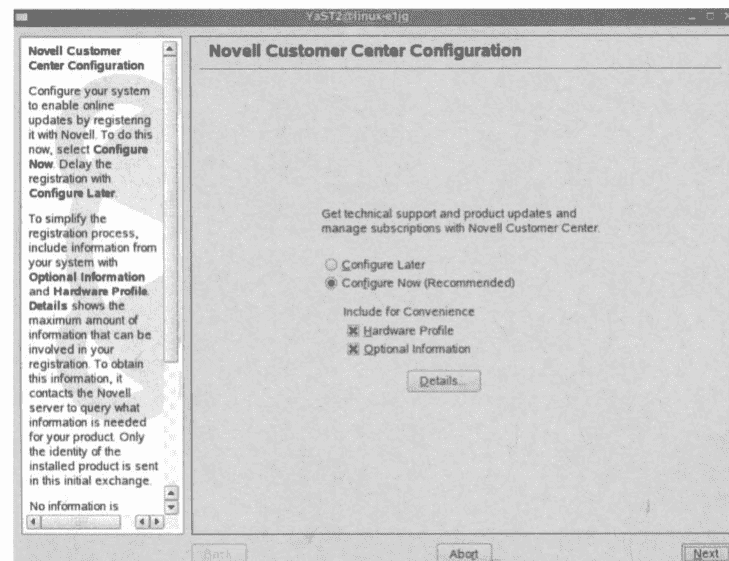 YaST2@linux-e1jg
Novell Customer
Center Configuration
Configure your system
to enable online
updates by registering
it with Novell. To do this
now, select Configure
Now. Delay the
registration with
Configure Later.
To simplify the
registration process,
include information from
your system with
Optional Information
and Hardware Profile.
Details shows the
maximum amount of
information that can be
involved in your
registration. To obtain
this information, it
contacts the Novell
server to query what
information is needed
for your product. Only
the identity of the
installed product is sent
in this initial exchange.
No information is
Novell Customer Center Configuration
Get technical support and product updates and
manage subscriptions with Novell Customer Center.
Configure Later
Configure Now (Recommended)
Include for Convenience
Hardware Profile
Optional Information
Details...
Back
Abort
Next